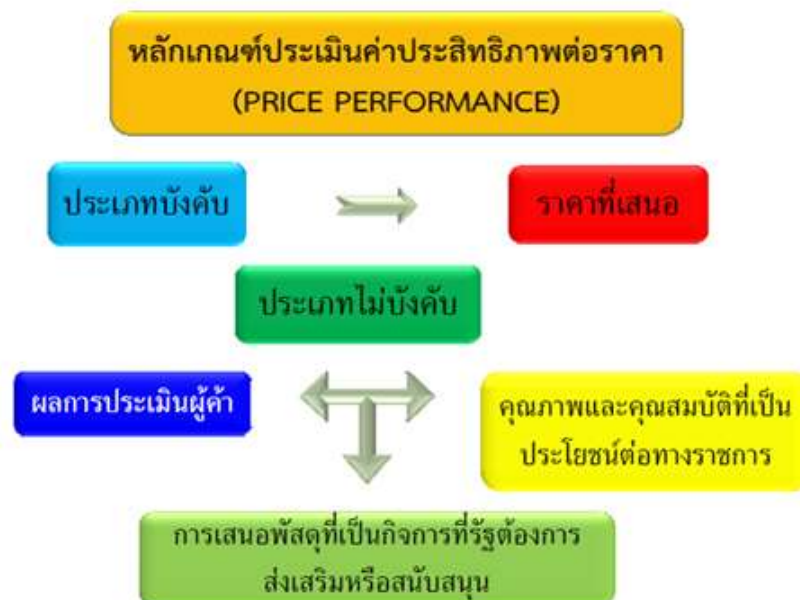 หลักเกณฑ์ประเมินค่าประสิทธิภาพต่อราคา
(PRICE PERFORMANCE)
ประเภทบังคับ
ราคาที่เสนอ
ประเภทไม่บังคับ
ผลการประเมินผู้ค้า
คุณภาพและคุณสมบัติที่เป็น
ประโยชน์ต่อทางราชการ
การเสนอพัสดุที่เป็นกิจการที่รัฐต้องการ
ส่งเสริมหรือสนับสนุน